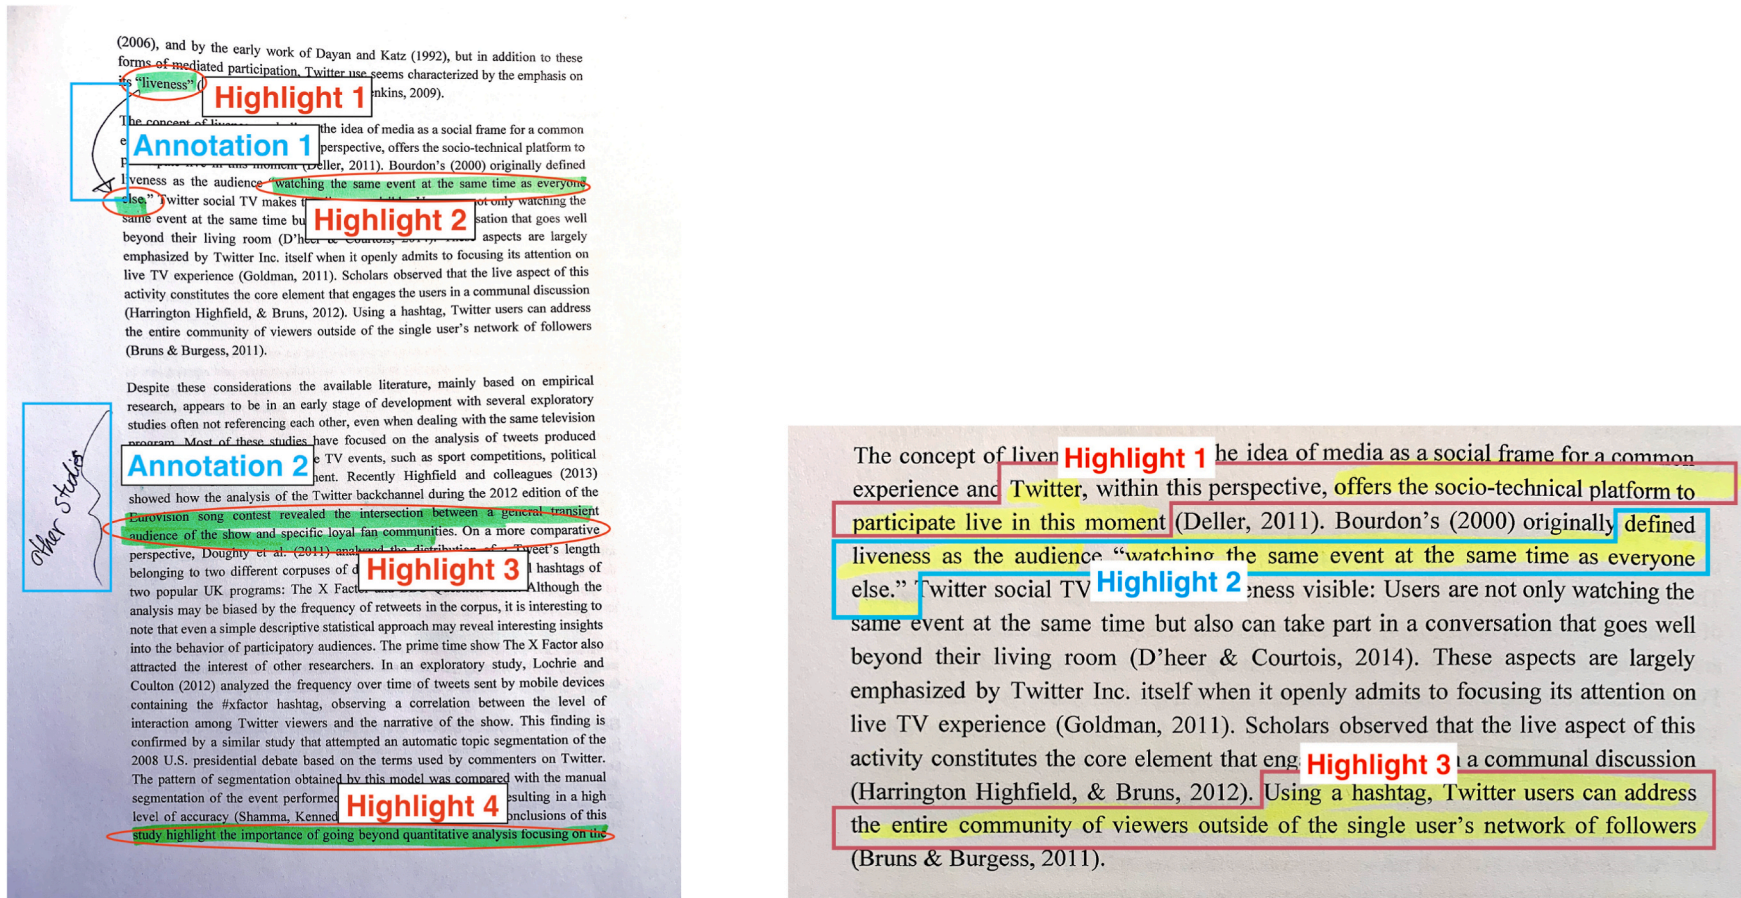 (2006), and by the early work of Dayan and Katz (1992), but in addition to these
forms of mediated participation, Twitter use seems characterized by the emphasis on
its “liveness” (
Highlight 1
nkins, 2009).
The concept of
the idea of media as a social frame for a common
Annotation 1
perspective, offers the socio-technical platform to
(Deller, 2011). Bourdon's (2000) originally defined
liveness as the audience “watching the same event at the same time as everyone
else.” Twitter social TV makes
not only watching the
Highlight 2
same event at the same time bu
sation that goes well
beyond their living room (D'heer & Courtois,
aspects are largely
emphasized by Twitter Inc. itself when it openly admits to focusing its attention on
live TV experience (Goldman, 2011). Scholars observed that the live aspect of this
activity constitutes the core element that engages the users in a communal discussion
(Harrington Highfield, & Bruns, 2012). Using a hashtag, Twitter users can address
the entire community of viewers outside of the single user's network of followers
(Bruns & Burgess, 2011).
Despite these considerations the available literature, mainly based on empirical
research, appears to be in an early stage of development with several exploratory
studies often not referencing each other, even when dealing with the same television
program. Most of these studies have focused on the analysis of tweets produced
Annotation 2
e TV events, such as sport competitions, political
nent. Recently Highfield and colleagues (2013)
showed how the analysis of the Twitter backchannel during the 2012 edition of the
Eurovision song contest revealed the intersection between a general transient
audience of the show and specific loyal fan communities. On a more comparative
other studies
perspective, Doughty et al. (2011) analyzed the distribution of a Tweet's length
belonging to two different corpuses of d
Highlight 3
hashtags of
two popular UK programs: The X Facto
Although the
analysis may be biased by the frequency of retweets in the corpus, it is interesting to
note that even a simple descriptive statistical approach may reveal interesting insights
into the behavior of participatory audiences. The prime time show The X Factor also
attracted the interest of other researchers. In an exploratory study, Lochrie and
Coulton (2012) analyzed the frequency over time of tweets sent by mobile devices
containing the #xfactor hashtag, observing a correlation between the level of
interaction among Twitter viewers and the narrative of the show. This finding is
confirmed by a similar study that attempted an automatic topic segmentation of the
2008 U.S. presidential debate based on the terms used by commenters on Twitter.
The pattern of segmentation obtained by this model was compared with the manual
segmentation of the event performed
Highlight 4
esulting in a high
level of accuracy (Shamma, Kenned
onclusions of this
study highlight the importance of going beyond quantitative analysis focusing on the
The concept of liven
Highlight 1
he idea of media as a social frame for a common
experience and Twitter, within this perspective, offers the socio-technical platform to
participate live in this moment (Deller, 2011). Bourdon's (2000) originally defined
liveness as the audience “watching the same event at the same time as everyone
else.” Twitter social TV
Highlight 2
eness visible: Users are not only watching the
same event at the same time but also can take part in a conversation that goes well
beyond their living room (D'heer & Courtois, 2014). These aspects are largely
emphasized by Twitter Inc. itself when it openly admits to focusing its attention on
live TV experience (Goldman, 2011). Scholars observed that the live aspect of this
activity constitutes the core element that eng
Highlight 3
a communal discussion
(Harrington Highfield, & Bruns, 2012). Using a hashtag, Twitter users can address
the entire community of viewers outside of the single user's network of followers
(Bruns & Burgess, 2011).